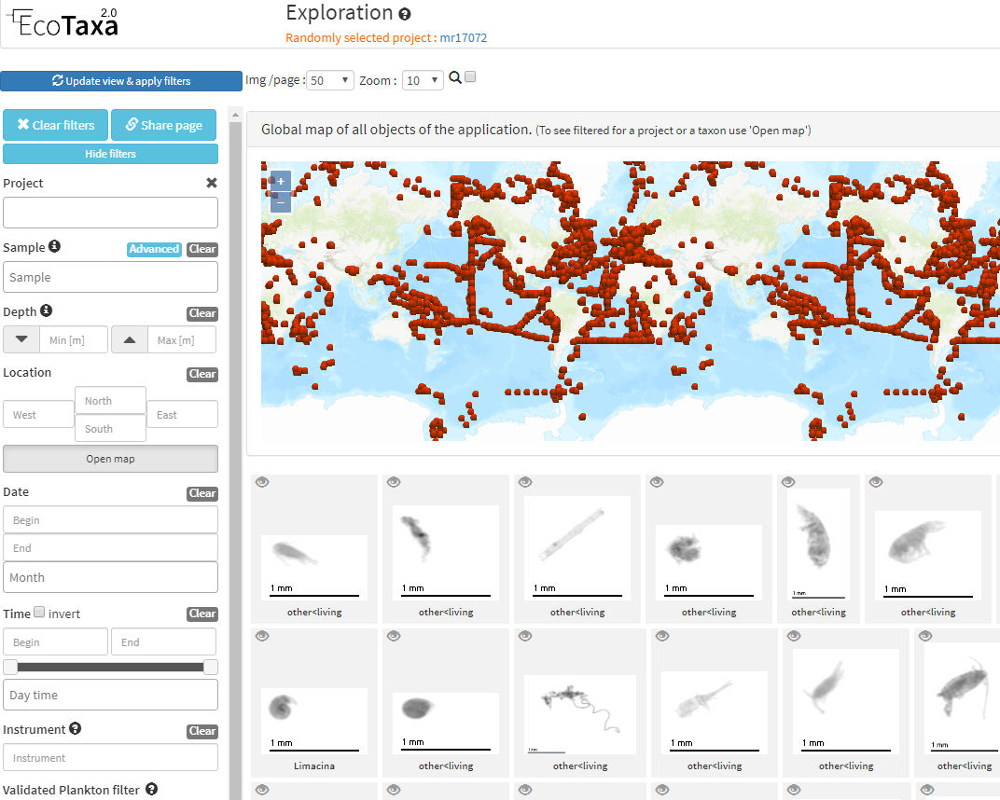 EcoTaxa 2.0
Exploration
Randomly selected project : mr17072
Update view & apply filters
Img /page : 50 Zoom : 10
Clear filters
Share page
Hide filters
Project
Sample Advanced Clear
Sample
Depth Clear
Min [m] Max [m]
Location Clear
North
West East
South
Open map
Date Clear
Begin
End
Month
Time invert Clear
Begin End
Day time
Instrument Clear
Instrument
Validated Plankton filter
Global map of all objects of the application. (To see filtered for a project or a taxon use 'Open map')
+
−
1 mm 1 mm 1 mm 1 mm 1 mm 1 mm
other<living other<living other<living other<living other<living other<living
1 mm 1 mm 1 mm 1 mm 1 mm 1 mm
Limacina other<living other<living other<living other<living other<living